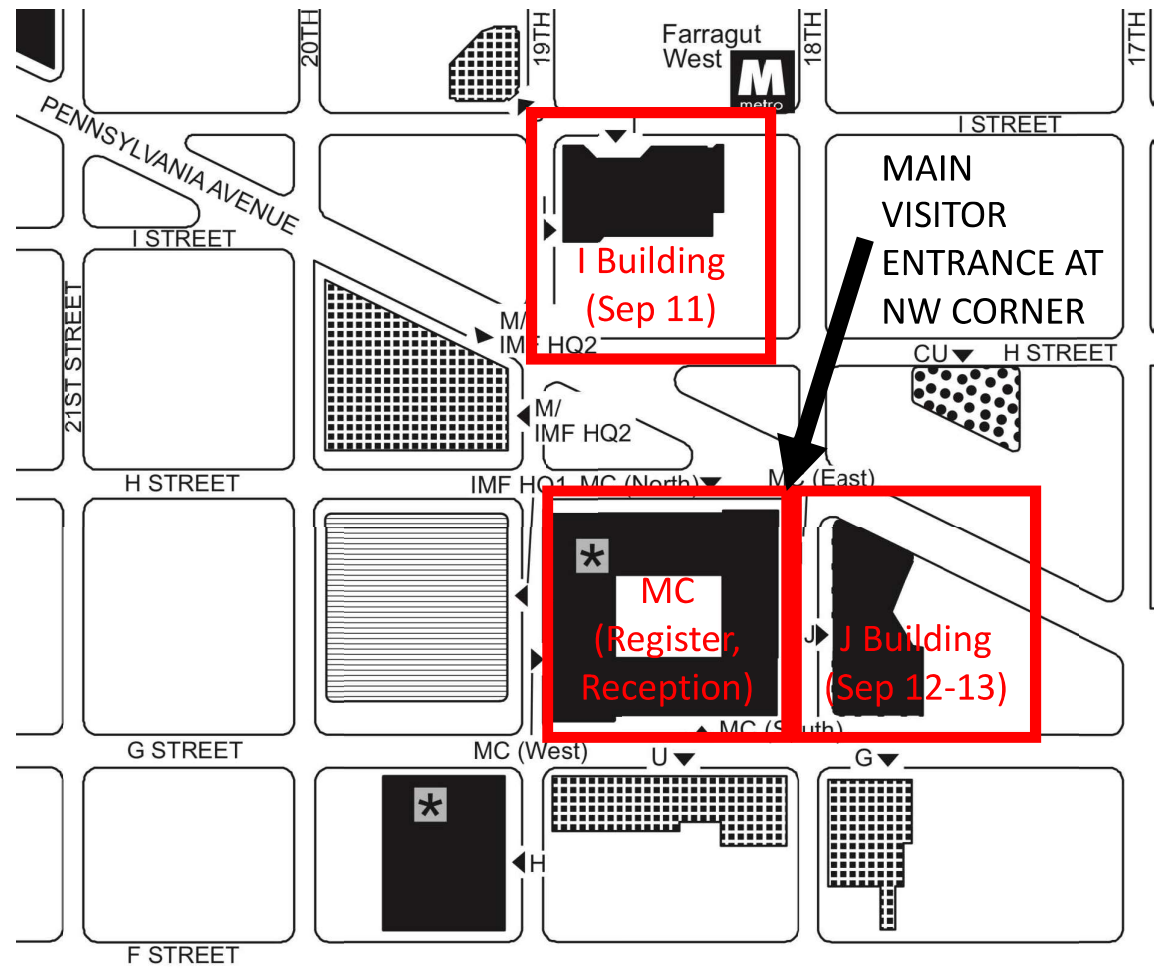 20TH
19TH
Farragut
West
M
metro
18TH
17TH
PENNSYLVANIA AVENUE
I STREET
I STREET
MAIN
VISITOR
ENTRANCE AT
NW CORNER
I Building
(Sep 11)
21ST STREET
M/
IMF HQ2
CU
H STREET
M/
IMF HQ2
H STREET
IMF HQ1
MC (North)
MC (East)
*
MC
(Register,
Reception)
J
J Building
(Sep 12-13)
G STREET
MC (West)
MC (South)
U
G
*
H
F STREET